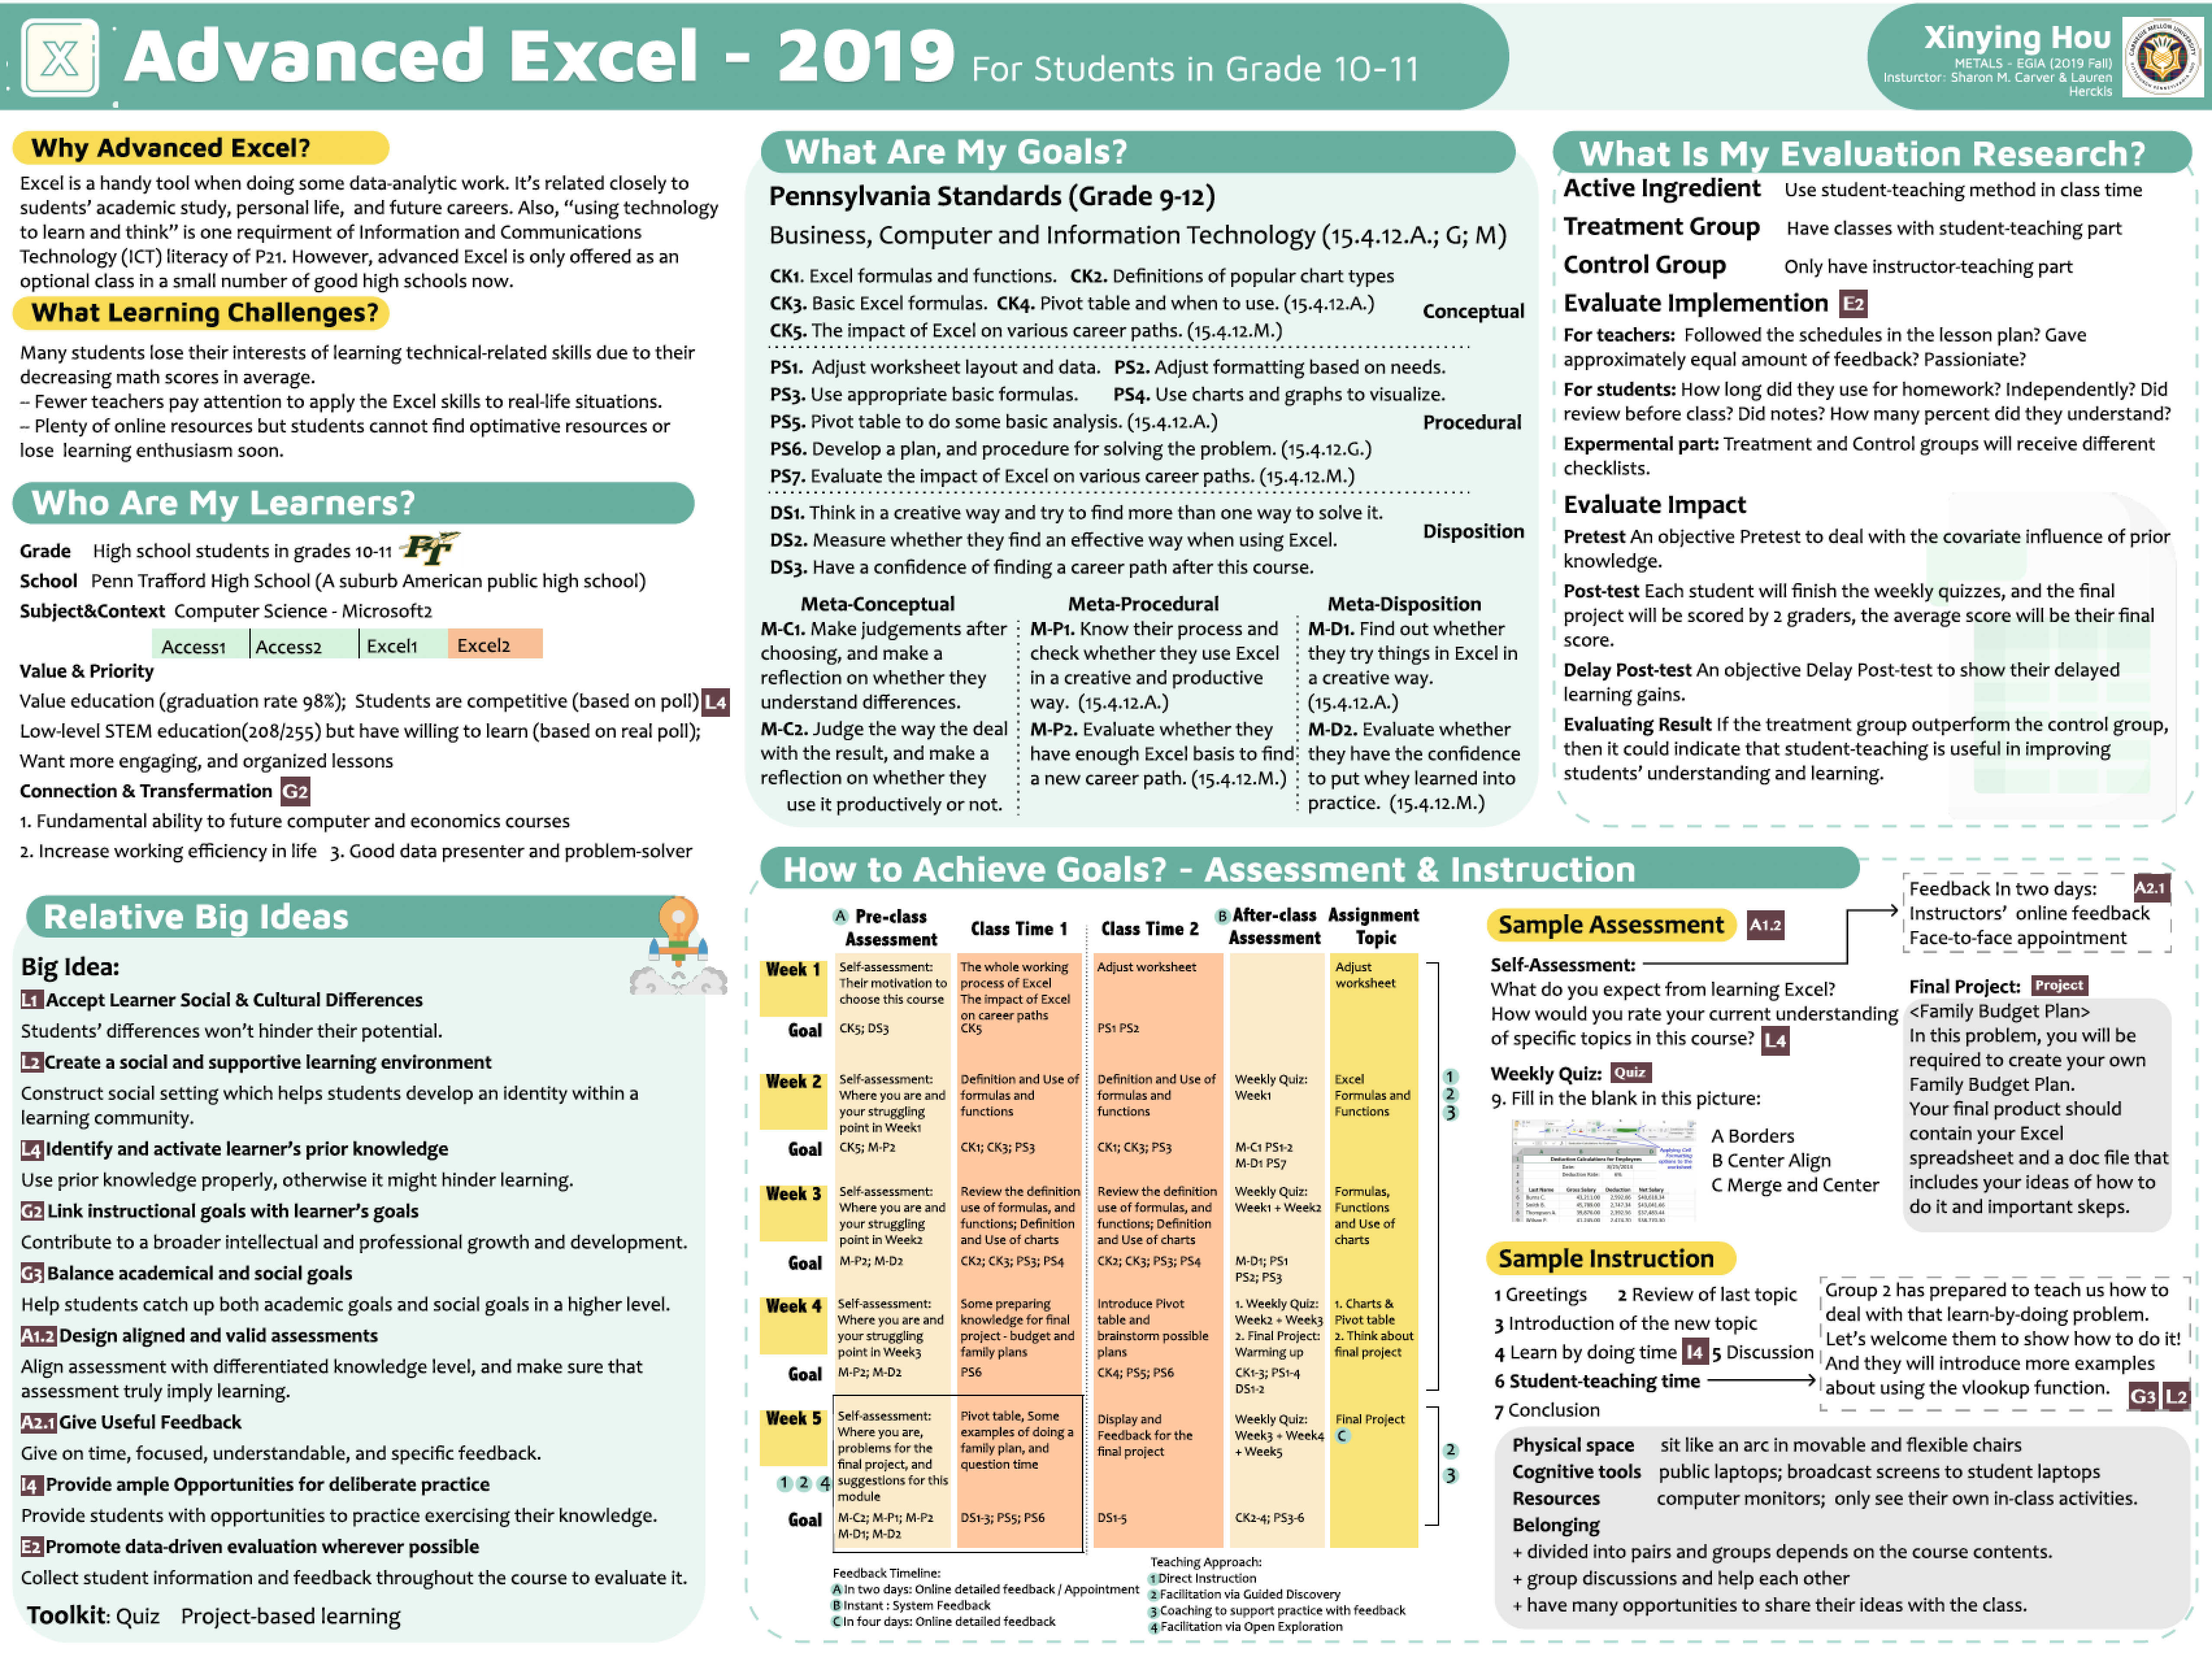 Advanced Excel - 2019 For Students in Grade 10-11
Xinying Hou
METALS - EGIA (2019 Fall)
Insturctor: Sharon M. Carver & Lauren
Herckis
Why Advanced Excel?
Excel is a handy tool when doing some data-analytic work. It's related closely to
sudents' academic study, personal life, and future careers. Also, "using technology
to learn and think" is one requirment of Information and Communications
Technology (ICT) literacy of P21. However, advanced Excel is only offered as an
optional class in a small number of good high schools now.
What Learning Challenges?
Many students lose their interests of learning technical-related skills due to their
decreasing math scores in average.
-- Fewer teachers pay attention to apply the Excel skills to real-life situations.
-- Plenty of online resources but students cannot find optimative resources or
lose learning enthusiasm soon.
Who Are My Learners?
Grade High school students in grades 10-11 PT
School Penn Trafford High School (A suburb American public high school)
Subject&Context Computer Science - Microsoft2
Access1 Access2 Excel1 Excel2
Value & Priority
Value education (graduation rate 98%); Students are competitive (based on poll) L4
Low-level STEM education(208/255) but have willing to learn (based on real poll);
Want more engaging, and organized lessons
Connection & Transfermation G2
1. Fundamental ability to future computer and economics courses
2. Increase working efficiency in life 3. Good data presenter and problem-solver
Relative Big Ideas
Big Idea:
L1 Accept Learner Social & Cultural Differences
Students' differences won't hinder their potential.
L2 Create a social and supportive learning environment
Construct social setting which helps students develop an identity within a
learning community.
L4 Identify and activate learner's prior knowledge
Use prior knowledge properly, otherwise it might hinder learning.
G2 Link instructional goals with learner's goals
Contribute to a broader intellectual and professional growth and development.
G3 Balance academical and social goals
Help students catch up both academic goals and social goals in a higher level.
A1.2 Design aligned and valid assessments
Align assessment with differentiated knowledge level, and make sure that
assessment truly imply learning.
A2.1 Give Useful Feedback
Give on time, focused, understandable, and specific feedback.
I4 Provide ample Opportunities for deliberate practice
Provide students with opportunities to practice exercising their knowledge.
E2 Promote data-driven evaluation wherever possible
Collect student information and feedback throughout the course to evaluate it.
Toolkit: Quiz Project-based learning
What Are My Goals?
Pennsylvania Standards (Grade 9-12)
Business, Computer and Information Technology (15.4.12.A.; G; M)
CK1. Excel formulas and functions. CK2. Definitions of popular chart types
CK3. Basic Excel formulas. CK4. Pivot table and when to use. (15.4.12.A.)
CK5. The impact of Excel on various career paths. (15.4.12.M.)
Conceptual
PS1. Adjust worksheet layout and data. PS2. Adjust formatting based on needs.
PS3. Use appropriate basic formulas. PS4. Use charts and graphs to visualize.
PS5. Pivot table to do some basic analysis. (15.4.12.A.)
Procedural
PS6. Develop a plan, and procedure for solving the problem. (15.4.12.G.)
PS7. Evaluate the impact of Excel on various career paths. (15.4.12.M.)
DS1. Think in a creative way and try to find more than one way to solve it.
DS2. Measure whether they find an effective way when using Excel.
Disposition
DS3. Have a confidence of finding a career path after this course.
Meta-Conceptual
M-C1. Make judgements after
choosing, and make a
reflection on whether they
understand differences.
M-C2. Judge the way the deal
with the result, and make a
reflection on whether they
use it productively or not.
Meta-Procedural
M-P1. Know their process and
check whether they use Excel
in a creative and productive
way. (15.4.12.A.)
M-P2. Evaluate whether they
have enough Excel basis to find
a new career path. (15.4.12.M.)
Meta-Disposition
M-D1. Find out whether
they try things in Excel in
a creative way.
(15.4.12.A.)
M-D2. Evaluate whether
they have the confidence
to put whey learned into
practice. (15.4.12.M.)
What Is My Evaluation Research?
Active Ingredient Use student-teaching method in class time
Treatment Group Have classes with student-teaching part
Control Group Only have instructor-teaching part
Evaluate Implemention E2
For teachers: Followed the schedules in the lesson plan? Gave
approximately equal amount of feedback? Passioniate?
For students: How long did they use for homework? Independently? Did
review before class? Did notes? How many percent did they understand?
Expermental part: Treatment and Control groups will receive different
checklists.
Evaluate Impact
Pretest An objective Pretest to deal with the covariate influence of prior
knowledge.
Post-test Each student will finish the weekly quizzes, and the final
project will be scored by 2 graders, the average score will be their final
score.
Delay Post-test An objective Delay Post-test to show their delayed
learning gains.
Evaluating Result If the treatment group outperform the control group,
then it could indicate that student-teaching is useful in improving
students' understanding and learning.
How to Achieve Goals? - Assessment & Instruction
A Pre-class Assessment
Class Time 1
Class Time 2
B After-class Assessment
Assignment Topic
Week 1
Self-assessment:
Their motivation to
choose this course
The whole working
process of Excel
The impact of Excel
on career paths
Adjust worksheet
Adjust
worksheet
Goal CK5; DS3 CK5 PS1 PS2
Week 2
Self-assessment:
Where you are and
your struggling
point in Week1
Definition and Use of
formulas and
functions
Definition and Use of
formulas and
functions
Weekly Quiz:
Week1
Excel
Formulas and
Functions
Goal CK5; M-P2 CK1; CK3; PS3 CK1; CK3; PS3 M-C1 PS1-2
M-D1 PS7
1
2
3
Week 3
Self-assessment:
Where you are and
your struggling
point in Week2
Review the definition
use of formulas, and
functions; Definition
and Use of charts
Review the definition
use of formulas, and
functions; Definition
and Use of charts
Weekly Quiz:
Week1 + Week2
Formulas,
Functions
and Use of
charts
Goal M-P2; M-D2 CK2; CK3; PS3; PS4 CK2; CK3; PS3; PS4 M-D1; PS1
PS2; PS3
Week 4
Self-assessment:
Where you are and
your struggling
point in Week3
Some preparing
knowledge for final
project - budget and
family plans
Introduce Pivot
table and
brainstorm possible
plans
1. Weekly Quiz:
Week2 + Week3
2. Final Project:
Warming up
1. Charts &
Pivot table
2. Think about
final project
Goal M-P2; M-D2 PS6 CK4; PS5; PS6 CK1-3; PS1-4
DS1-2
Week 5
Self-assessment:
Where you are,
problems for the
final project, and
suggestions for this
module
1 2 4
Pivot table, Some
examples of doing a
family plan, and
question time
Display and
Feedback for the
final project
Weekly Quiz:
Week3 + Week4
+ Week5
Final Project
C
2
3
Goal M-C2; M-P1; M-P2
M-D1; M-D2
DS1-3; PS5; PS6 DS1-5 CK2-4; PS3-6
Feedback Timeline:
A In two days: Online detailed feedback / Appointment
B Instant : System Feedback
C In four days: Online detailed feedback
Teaching Approach:
1 Direct Instruction
2 Facilitation via Guided Discovery
3 Coaching to support practice with feedback
4 Facilitation via Open Exploration
Sample Assessment A1.2
Self-Assessment:
What do you expect from learning Excel?
How would you rate your current understanding
of specific topics in this course? L4
Feedback In two days: A2.1
Instructors' online feedback
Face-to-face appointment
Weekly Quiz: Quiz
9. Fill in the blank in this picture:
A Borders
B Center Align
C Merge and Center
Final Project: Project
<Family Budget Plan>
In this problem, you will be
required to create your own
Family Budget Plan.
Your final product should
contain your Excel
spreadsheet and a doc file that
includes your ideas of how to
do it and important skeps.
Sample Instruction
1 Greetings 2 Review of last topic
3 Introduction of the new topic
4 Learn by doing time I4 5 Discussion
6 Student-teaching time
7 Conclusion
Group 2 has prepared to teach us how to
deal with that learn-by-doing problem.
Let's welcome them to show how to do it!
And they will introduce more examples
about using the vlookup function. G3 L2
Physical space sit like an arc in movable and flexible chairs
Cognitive tools public laptops; broadcast screens to student laptops
Resources computer monitors; only see their own in-class activities.
Belonging
+ divided into pairs and groups depends on the course contents.
+ group discussions and help each other
+ have many opportunities to share their ideas with the class.